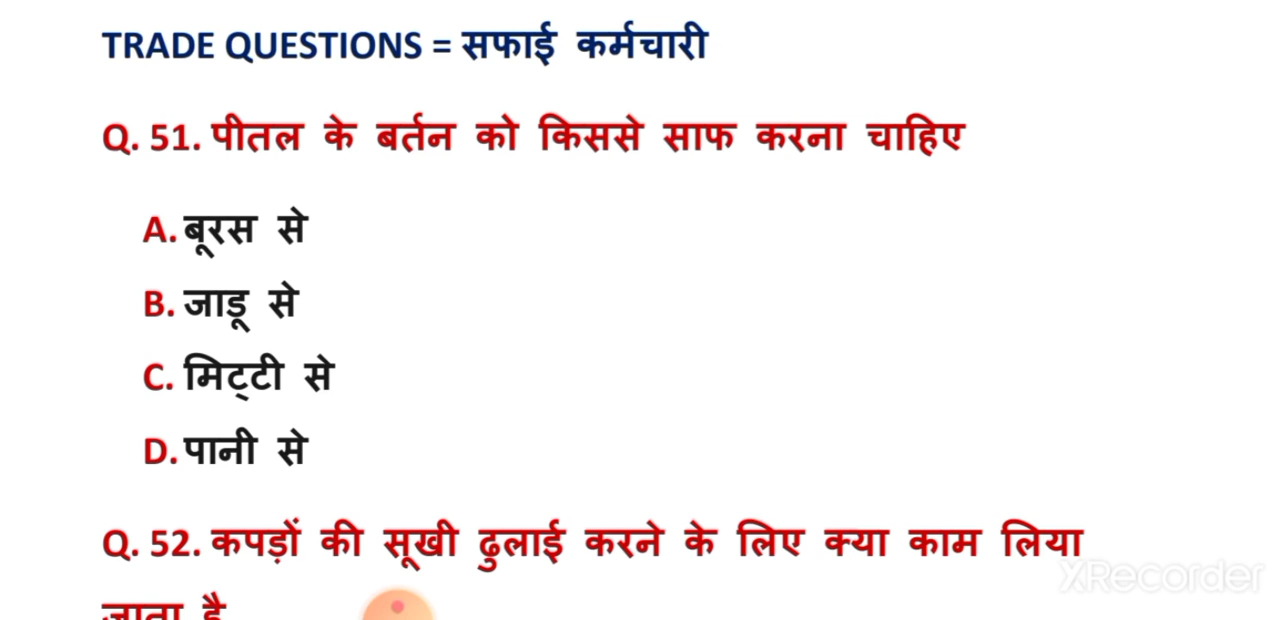 TRADE QUESTIONS = सफाई कर्मचारी
Q. 51. पीतल के बर्तन को किससे साफ करना चाहिए
A. बूरस से
B. जाडू से
C. मिट्टी से
D. पानी से
Q. 52. कपड़ों की सूखी ढुलाई करने के लिए क्या काम लिया
XRecorder
जाता है